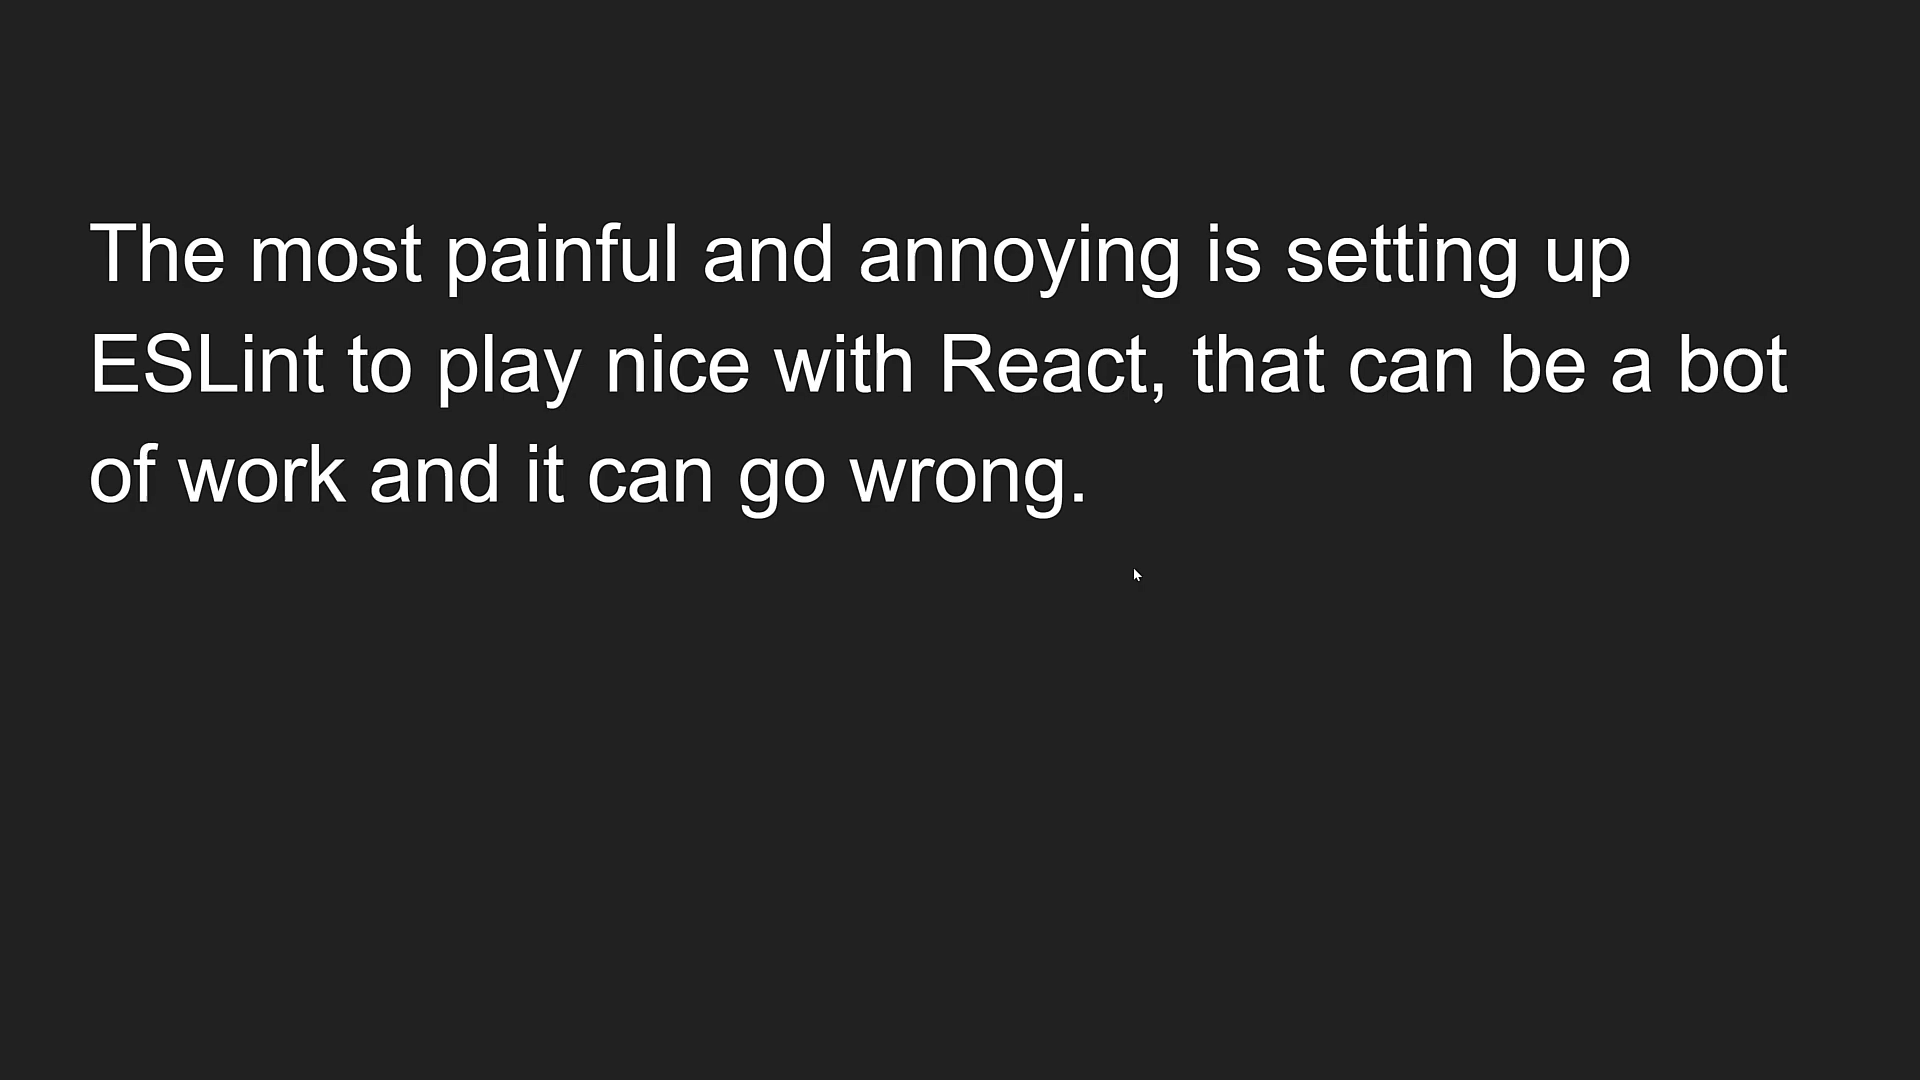 The most painful and annoying is setting up
ESLint to play nice with React, that can be a bot
of work and it can go wrong.